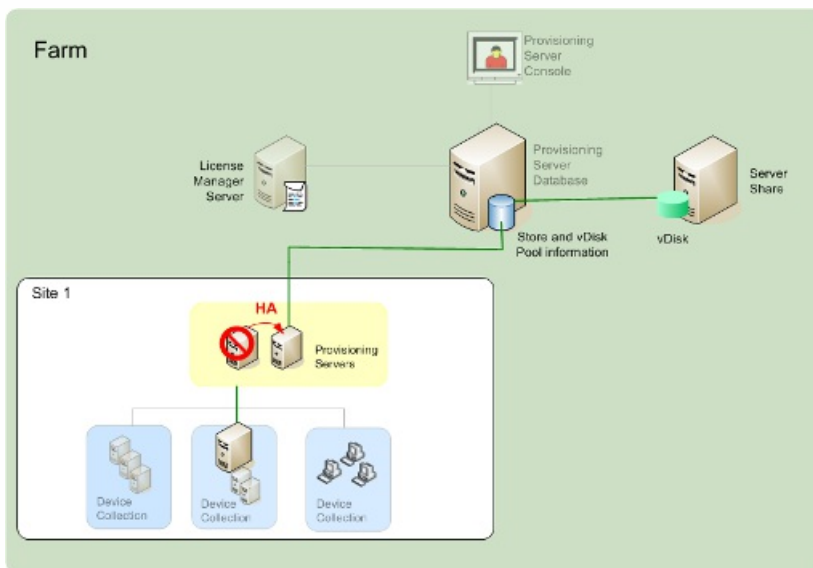 Farm
Provisioning
Server
Console
License
Manager
Server
Provisioning
Server
Database
Server
Share
Store and vDisk
Pool information
vDisk
Site 1
HA
Provisioning
Servers
Device
Collection
Device
Collection
Device
Collection